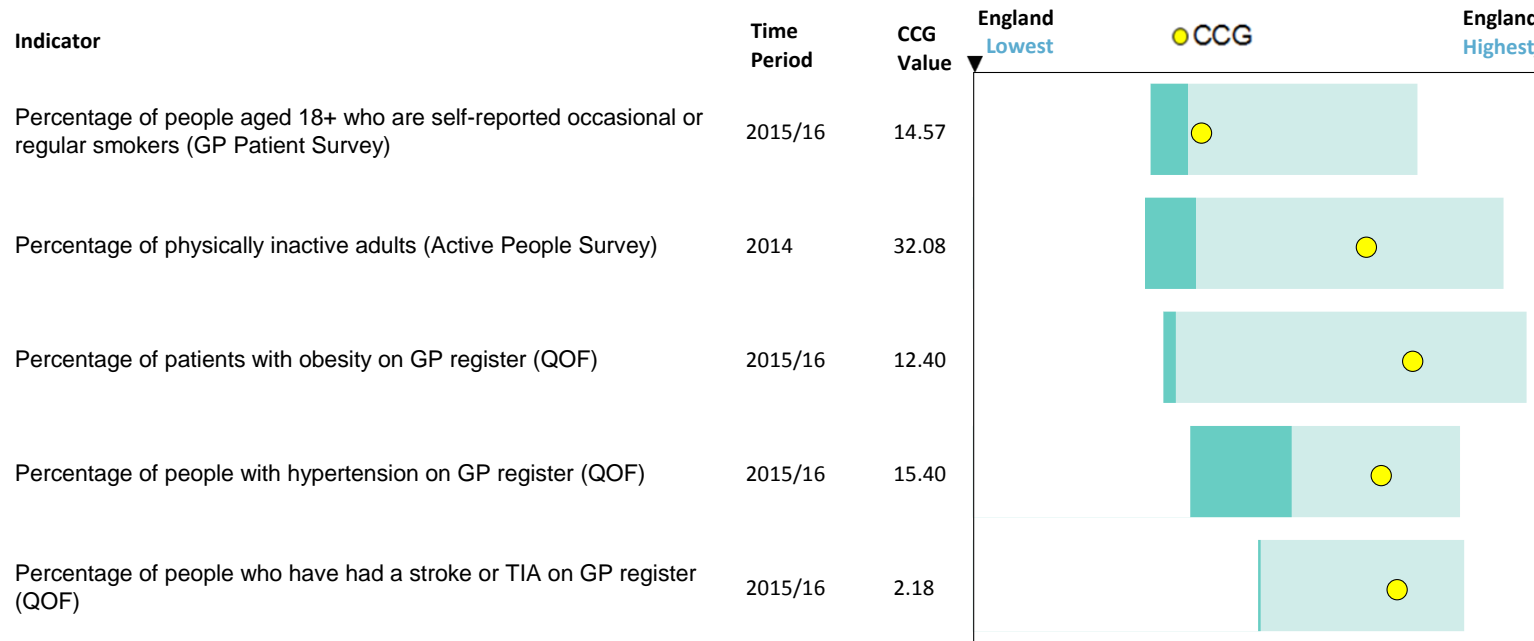 Indicator Time Period CCG Value England Lowest CCG England Highest
Percentage of people aged 18+ who are self-reported occasional or
regular smokers (GP Patient Survey) 2015/16 14.57
Percentage of physically inactive adults (Active People Survey) 2014 32.08
Percentage of patients with obesity on GP register (QOF) 2015/16 12.40
Percentage of people with hypertension on GP register (QOF) 2015/16 15.40
Percentage of people who have had a stroke or TIA on GP register
(QOF) 2015/16 2.18